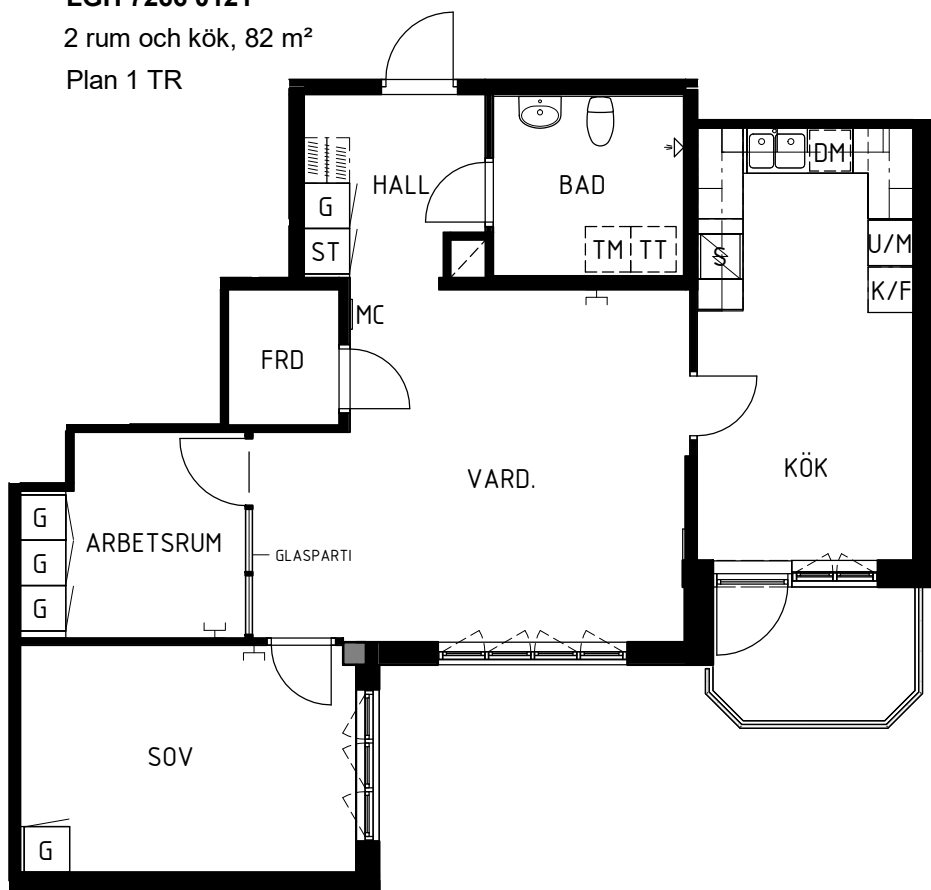 2 rum och kök, 82 m²
Plan 1 TR
HALL
BAD
DM
G
ST
TM TT
S
U/M
K/F
MC
FRD
VARD.
KÖK
G
G
G
ARBETSRUM
GLASPARTI
SOV
G